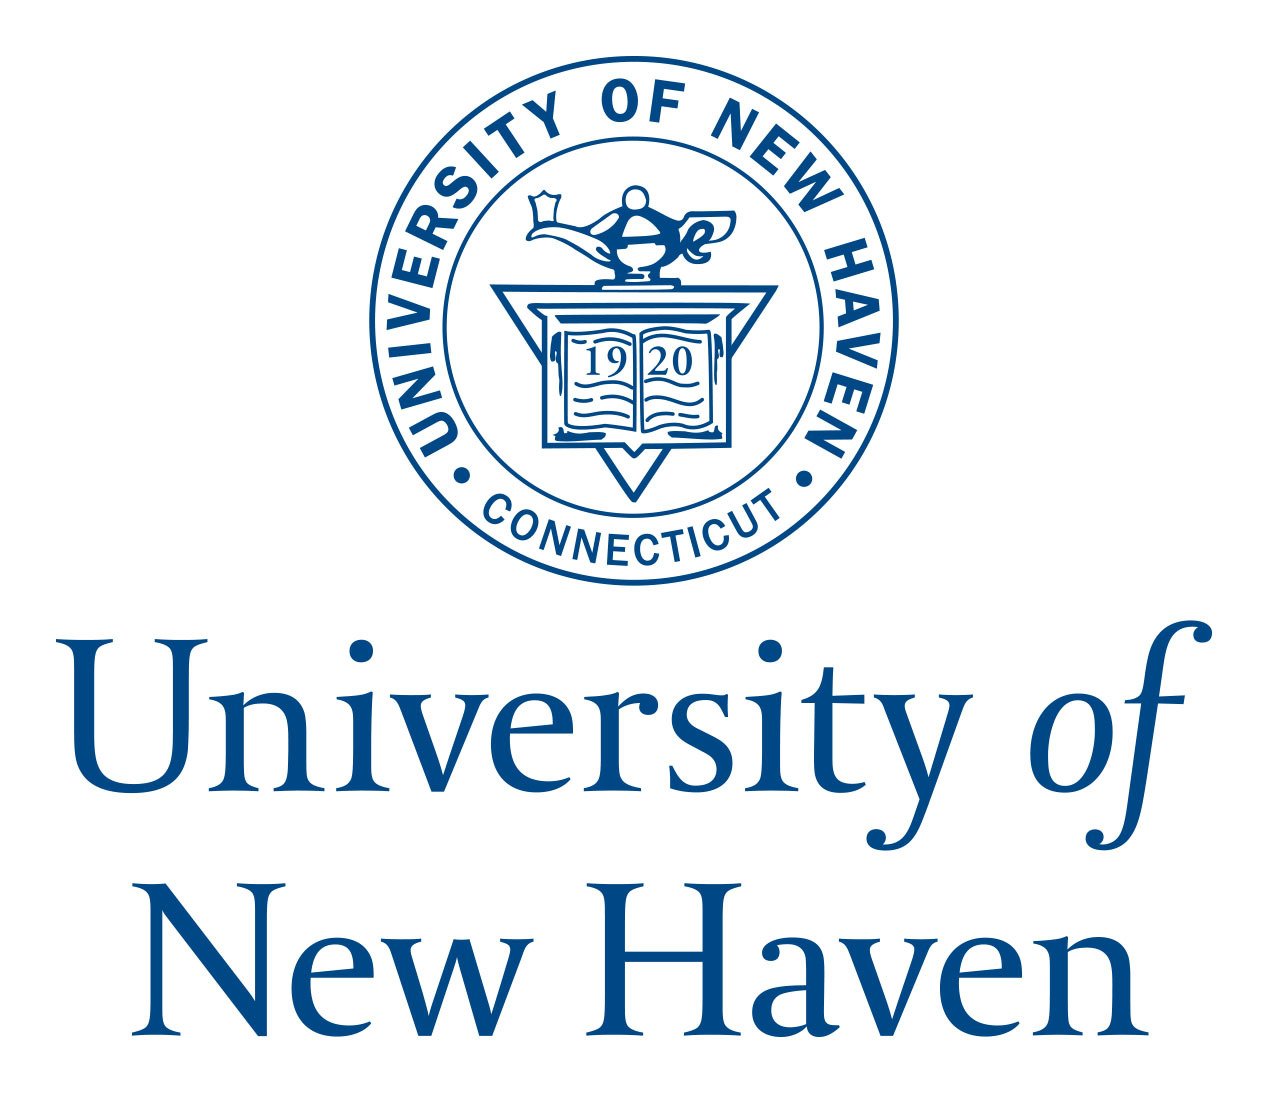 UNIVERSITY OF NEW HAVEN
1920
• CONNECTICUT •
University of
New Haven